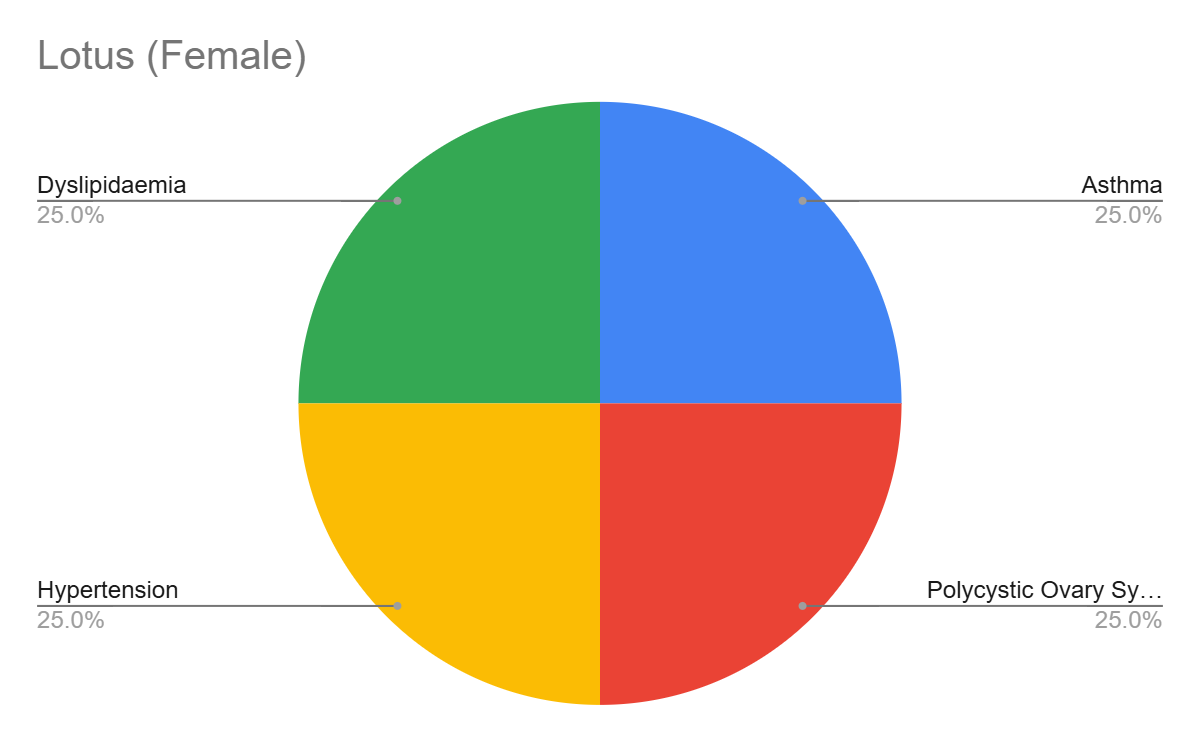 Lotus (Female)
Dyslipidaemia
25.0%
Asthma
25.0%
Hypertension
25.0%
Polycystic Ovary Sy…
25.0%